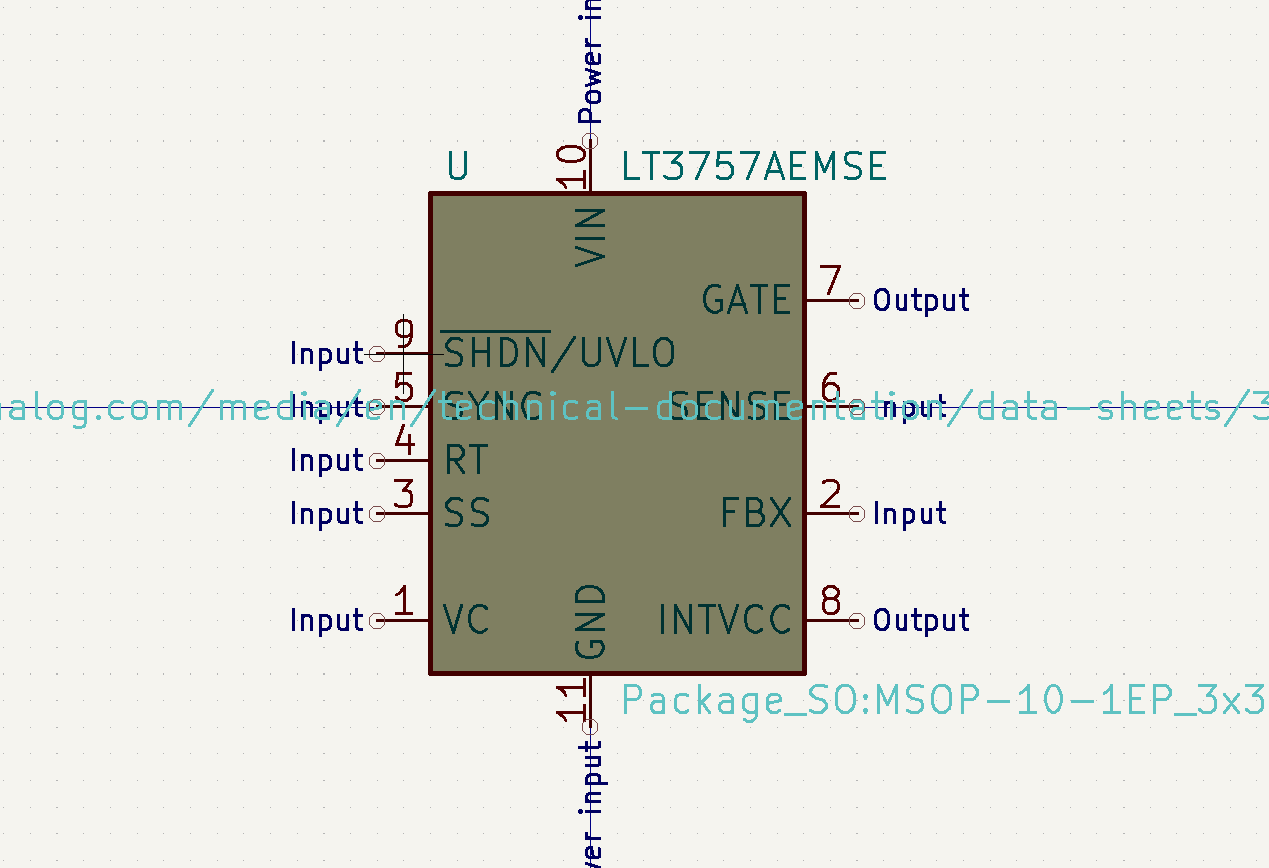 Power in
10
U
LT3757AEMSE
VIN
7
GATE
Output
9
Input
SHDN/UVLO
5
6
Input
SYNC
SENSE
Input
alog.com/media/en/technical-documentation/data-sheets/3
4
Input
RT
3
2
Input
SS
FBX
Input
1
8
Input
VC
GND
INTVCC
Output
11
Package_SO:MSOP-10-1EP_3x3
wer input